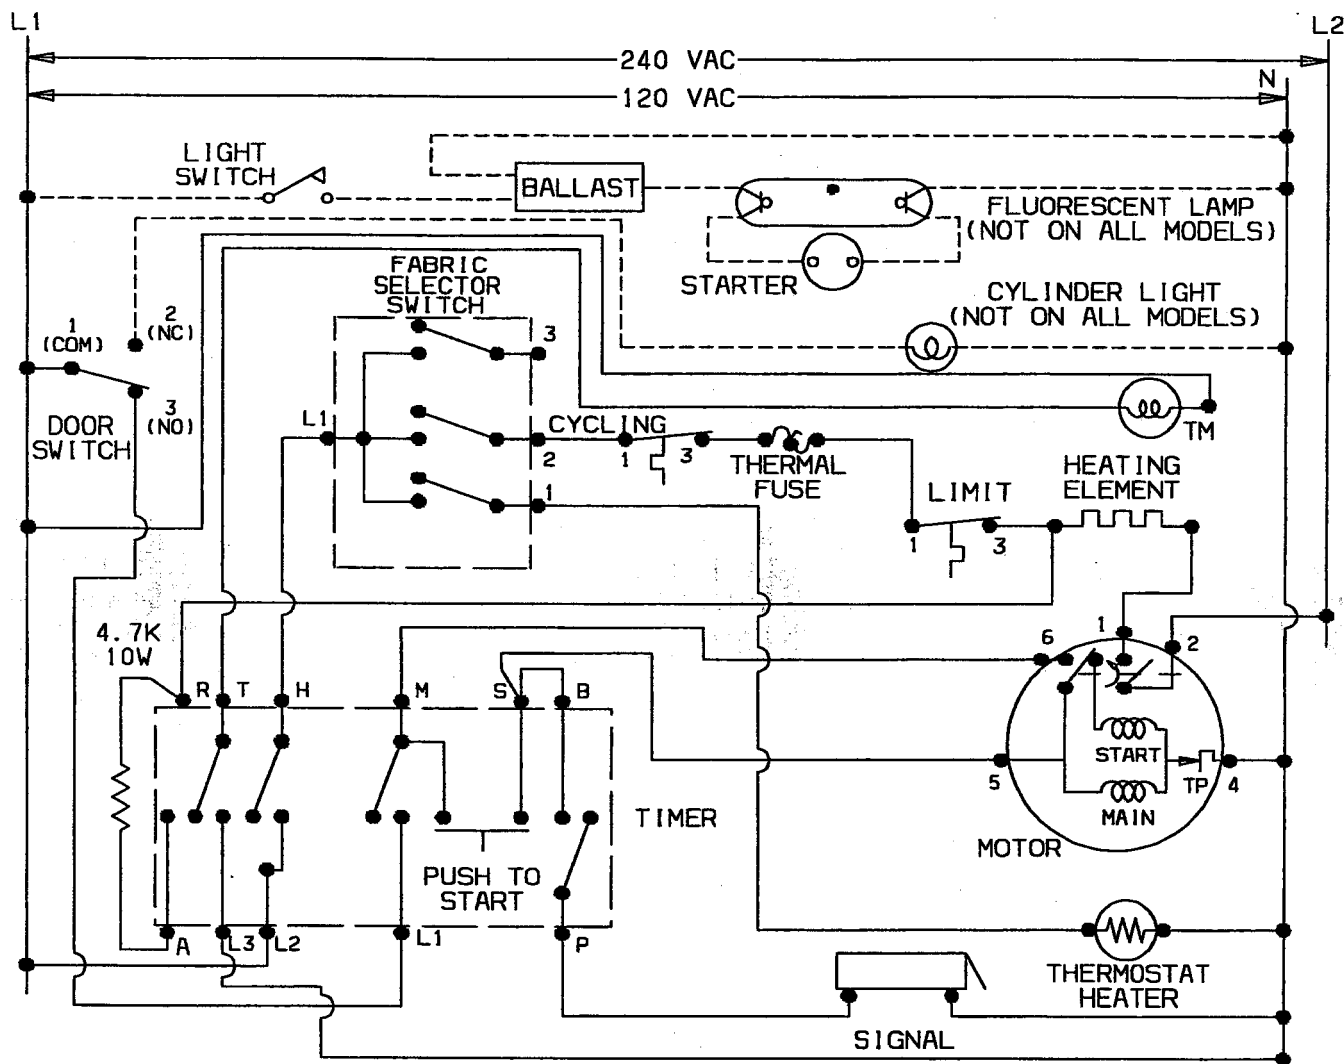 L1
L2
240 VAC
N
120 VAC
LIGHT
SWITCH
BALLAST
FLUORESCENT LAMP
(NOT ON ALL MODELS)
STARTER
FABRIC
SELECTOR
SWITCH
CYLINDER LIGHT
(NOT ON ALL MODELS)
1
(COM)
2
(NC)
3
(NO)
DOOR
SWITCH
3
L1
CYCLING
2
1
3
THERMAL
FUSE
TM
HEATING
ELEMENT
LIMIT
1
1
3
4.7K
10W
6
1
2
R
T
H
M
S
B
START
5
TP
4
MAIN
MOTOR
TIMER
PUSH TO
START
A
L3
L2
L1
P
THERMOSTAT
HEATER
SIGNAL